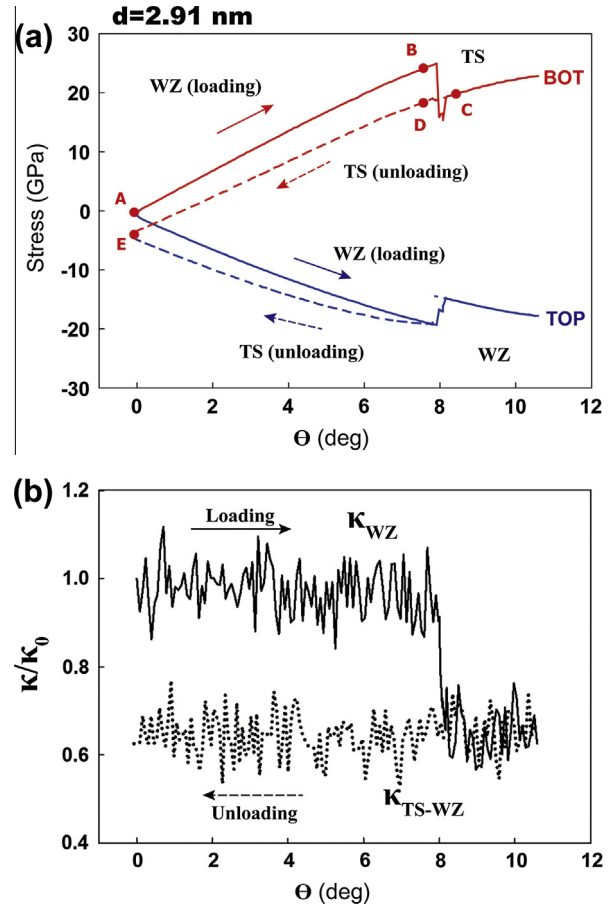 d=2.91 nm
(a)
B
TS
WZ (loading)
BOT
D
C
TS (unloading)
A
E
WZ (loading)
TOP
TS (unloading)
WZ
Stress (GPa)
30
20
10
0
-10
-20
-30
0 2 4 6 8 10 12
Θ (deg)
(b)
Loading
κWZ
κ/κ0
1.2
1.0
0.8
0.6
0.4
Unloading
κTS-WZ
0 2 4 6 8 10 12
Θ (deg)